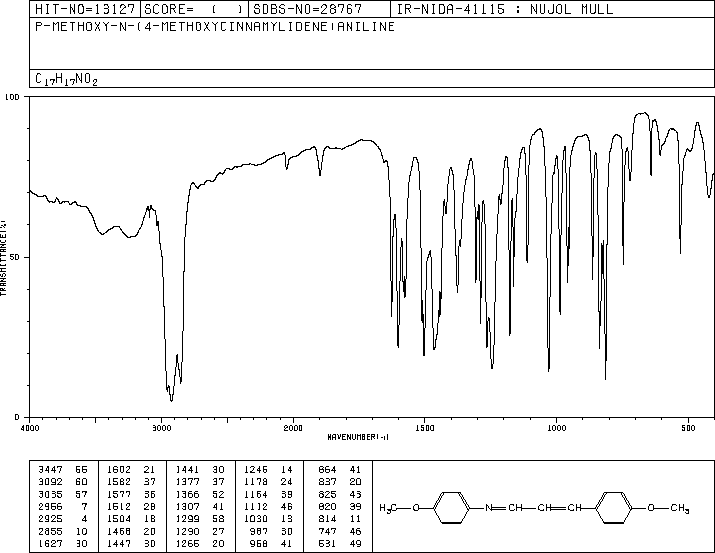 HIT-NO=13127 SCORE= ( ) SDBS-NO=28767 IR-NIDA-41115 : NUJOL MULL
P-METHOXY-N-(4-METHOXYCINNAMYLIDENE)ANILINE
C17H17NO2
100
50
0
TRANSMITTANCE(%)
4000 3000 2000 1500 1000 500
WAVENUMBER(-1)
3447 55 1602 21 1441 30 1246 14 864 41
3092 60 1582 37 1377 37 1178 24 837 20
3035 57 1577 36 1366 52 1164 39 825 43
2956 7 1512 28 1307 41 1112 46 820 39
2925 4 1504 18 1299 58 1030 13 814 11
2855 10 1468 20 1290 27 987 30 747 46
1627 30 1447 30 1265 20 958 41 531 49
H3C—O N=CH CH=CH O—CH3